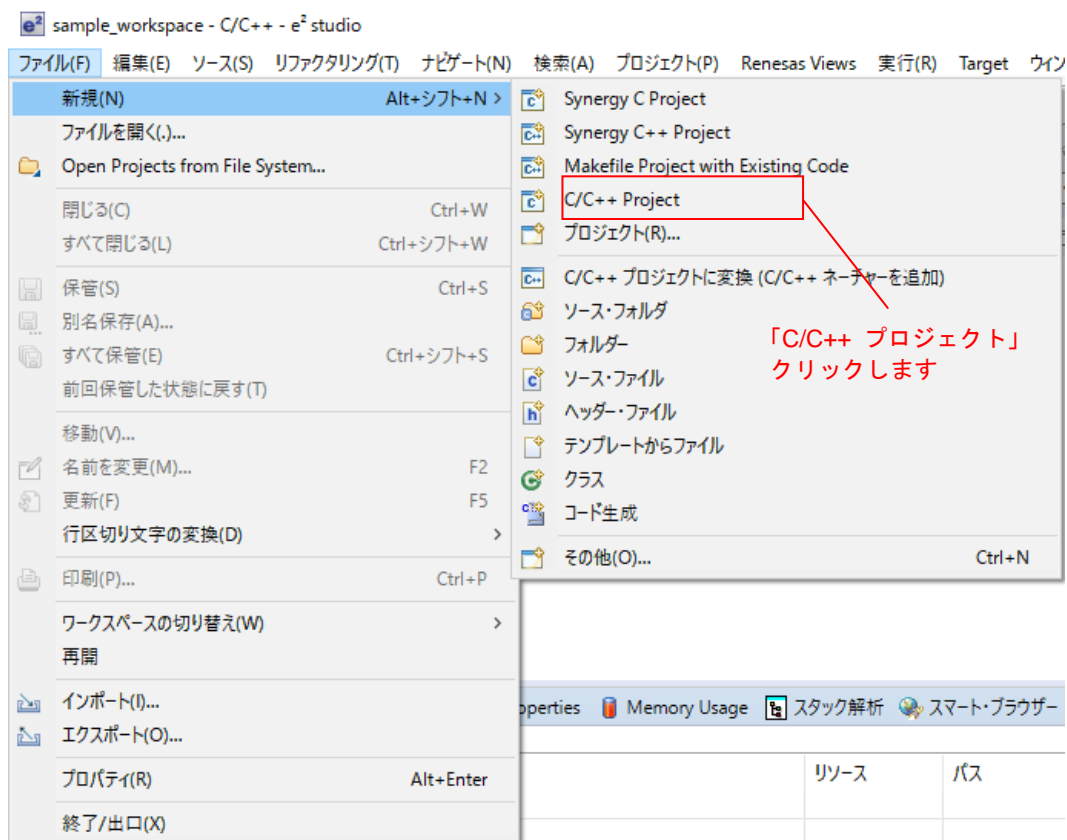 e² sample_workspace - C/C++ - e² studio
ファイル(F) 編集(E) ソース(S) リファクタリング(T) ナビゲート(N) 検索(A) プロジェクト(P) Renesas Views 実行(R) Target ウィン
新規(N) Alt+シフト+N >
ファイルを開く(.)...
Open Projects from File System...
閉じる(C) Ctrl+W
すべて閉じる(L) Ctrl+シフト+W
保管(S) Ctrl+S
別名保存(A)...
すべて保管(E) Ctrl+シフト+S
前回保管した状態に戻す(T)
移動(V)...
名前を変更(M)... F2
更新(F) F5
行区切り文字の変換(D) >
印刷(P)... Ctrl+P
ワークスペースの切り替え(W) >
再開
インポート(I)...
エクスポート(O)...
プロパティ(R) Alt+Enter
終了/出口(X)
Synergy C Project
Synergy C++ Project
Makefile Project with Existing Code
C/C++ Project
プロジェクト(R)...
C/C++ プロジェクトに変換 (C/C++ ネーチャーを追加)
ソース・フォルダ
フォルダー
ソース・ファイル
ヘッダー・ファイル
テンプレートからファイル
クラス
コード生成
その他(O)... Ctrl+N
「C/C++ プロジェクト」
クリックします
operties Memory Usage スタック解析 スマート・ブラウザー
リソース パス